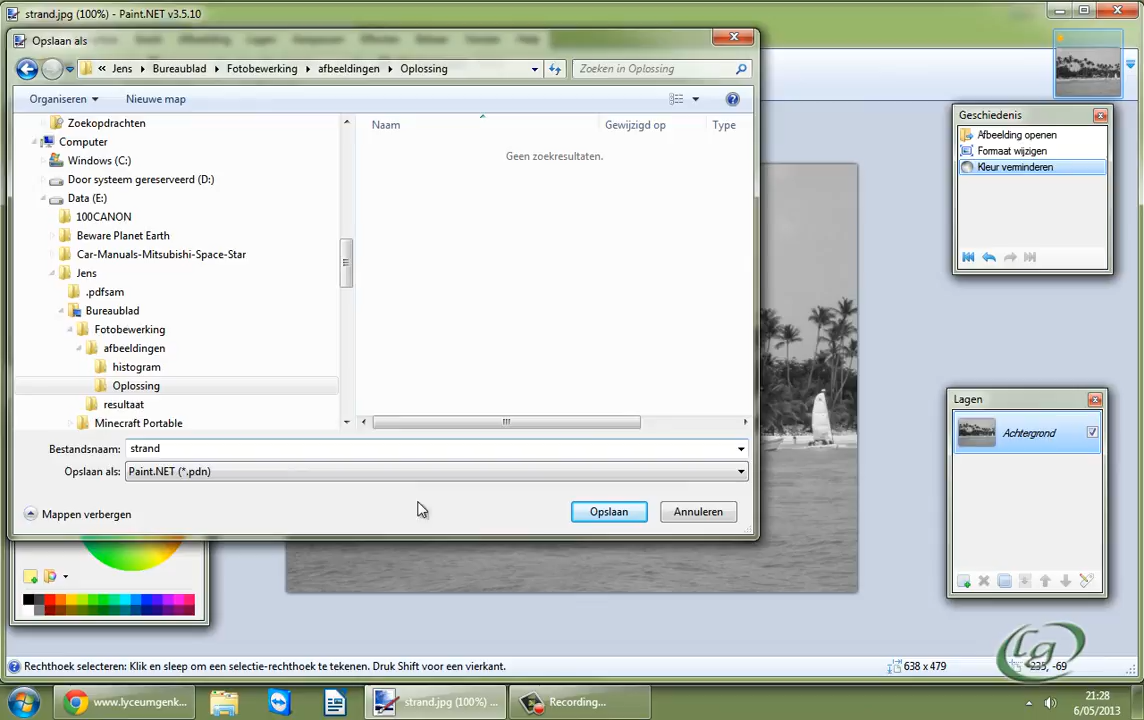 strand.jpg (100%) - Paint.NET v3.5.10
Opslaan als
« Jens Bureaublad Fotobewerking afbeeldingen Oplossing
Zoeken in Oplossing
Organiseren
Nieuwe map
Zoekopdrachten
Computer
Windows (C:)
Door systeem gereserveerd (D:)
Data (E:)
100CANON
Beware Planet Earth
Car-Manuals-Mitsubishi-Space-Star
Jens
.pdfsam
Bureaublad
Fotobewerking
afbeeldingen
histogram
Oplossing
resultaat
Minecraft Portable
Naam Gewijzigd op Type
Geen zoekresultaten.
Bestandsnaam: strand
Opslaan als: Paint.NET (*.pdn)
Mappen verbergen
Opslaan
Annuleren
Geschiedenis
Afbeelding openen
Formaat wijzigen
Kleur verminderen
Lagen
Achtergrond
Rechthoek selecteren: Klik en sleep om een selectie-rechthoek te tekenen. Druk Shift voor een vierkant.
638 x 479
-69
lg
www.lyceumgenk...
strand.jpg (100%) ...
Recording...
21:28
6/05/2013